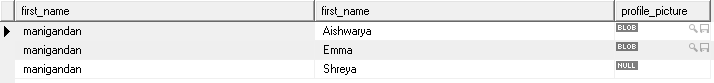 first_name first_name profile_picture
manigandan Aishwarya BLOB
manigandan Emma BLOB
manigandan Shreya NULL